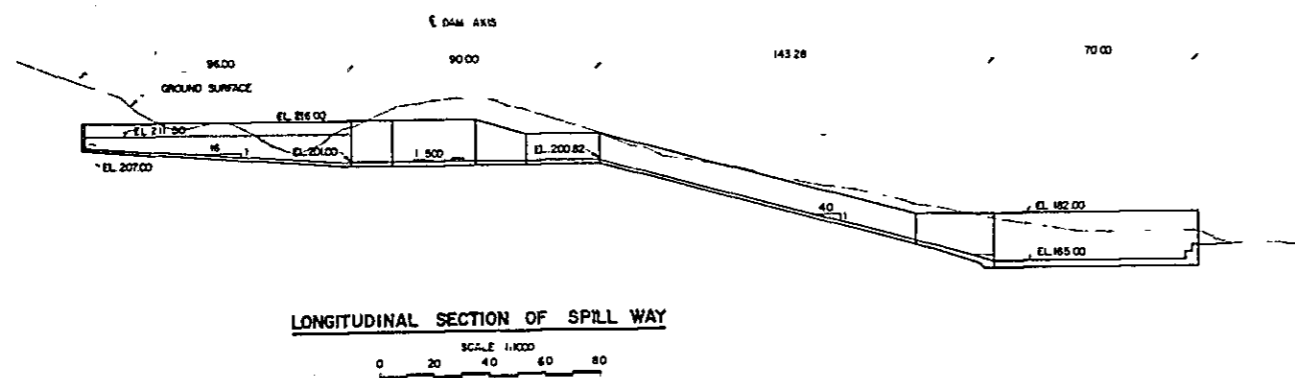 ℄ DAM AXIS
96.00
90.00
143.28
70.00
GROUND SURFACE
EL. 216.00
EL. 211.50
16
1
EL. 201.00
1 500
EL. 200.82
EL. 207.00
40
1
EL. 182.00
EL. 165.00
LONGITUDINAL SECTION OF SPILL WAY
SCALE 1:1000
0 20 40 60 80